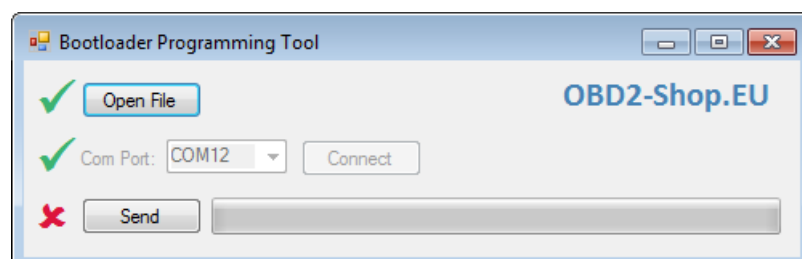 Bootloader Programming Tool
Open File
OBD2-Shop.EU
Com Port: COM12 Connect
Send